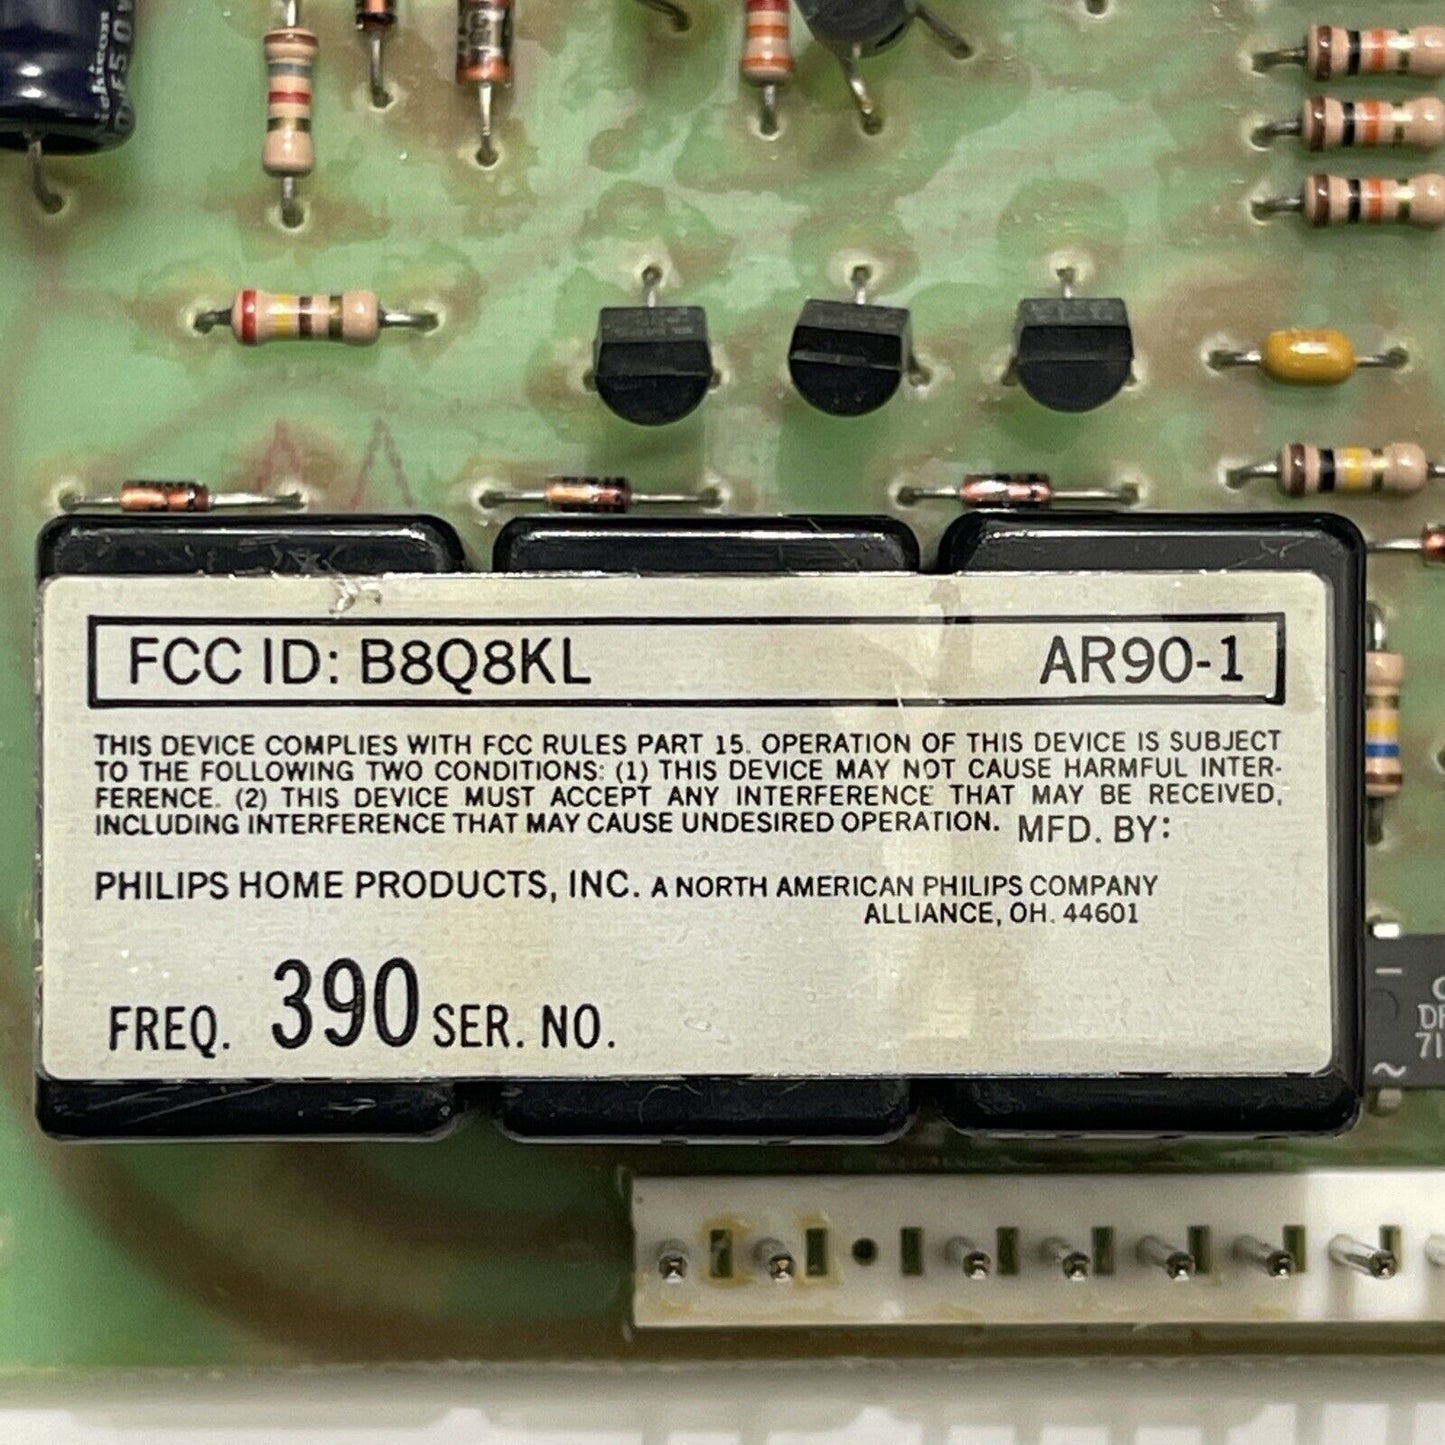 FCC ID: B8Q8KL AR90-1
THIS DEVICE COMPLIES WITH FCC RULES PART 15. OPERATION OF THIS DEVICE IS SUBJECT
TO THE FOLLOWING TWO CONDITIONS: (1) THIS DEVICE MAY NOT CAUSE HARMFUL INTER-
FERENCE. (2) THIS DEVICE MUST ACCEPT ANY INTERFERENCE THAT MAY BE RECEIVED,
INCLUDING INTERFERENCE THAT MAY CAUSE UNDESIRED OPERATION. MFD. BY:
PHILIPS HOME PRODUCTS, INC. A NORTH AMERICAN PHILIPS COMPANY
ALLIANCE, OH. 44601
FREQ. 390 SER. NO.